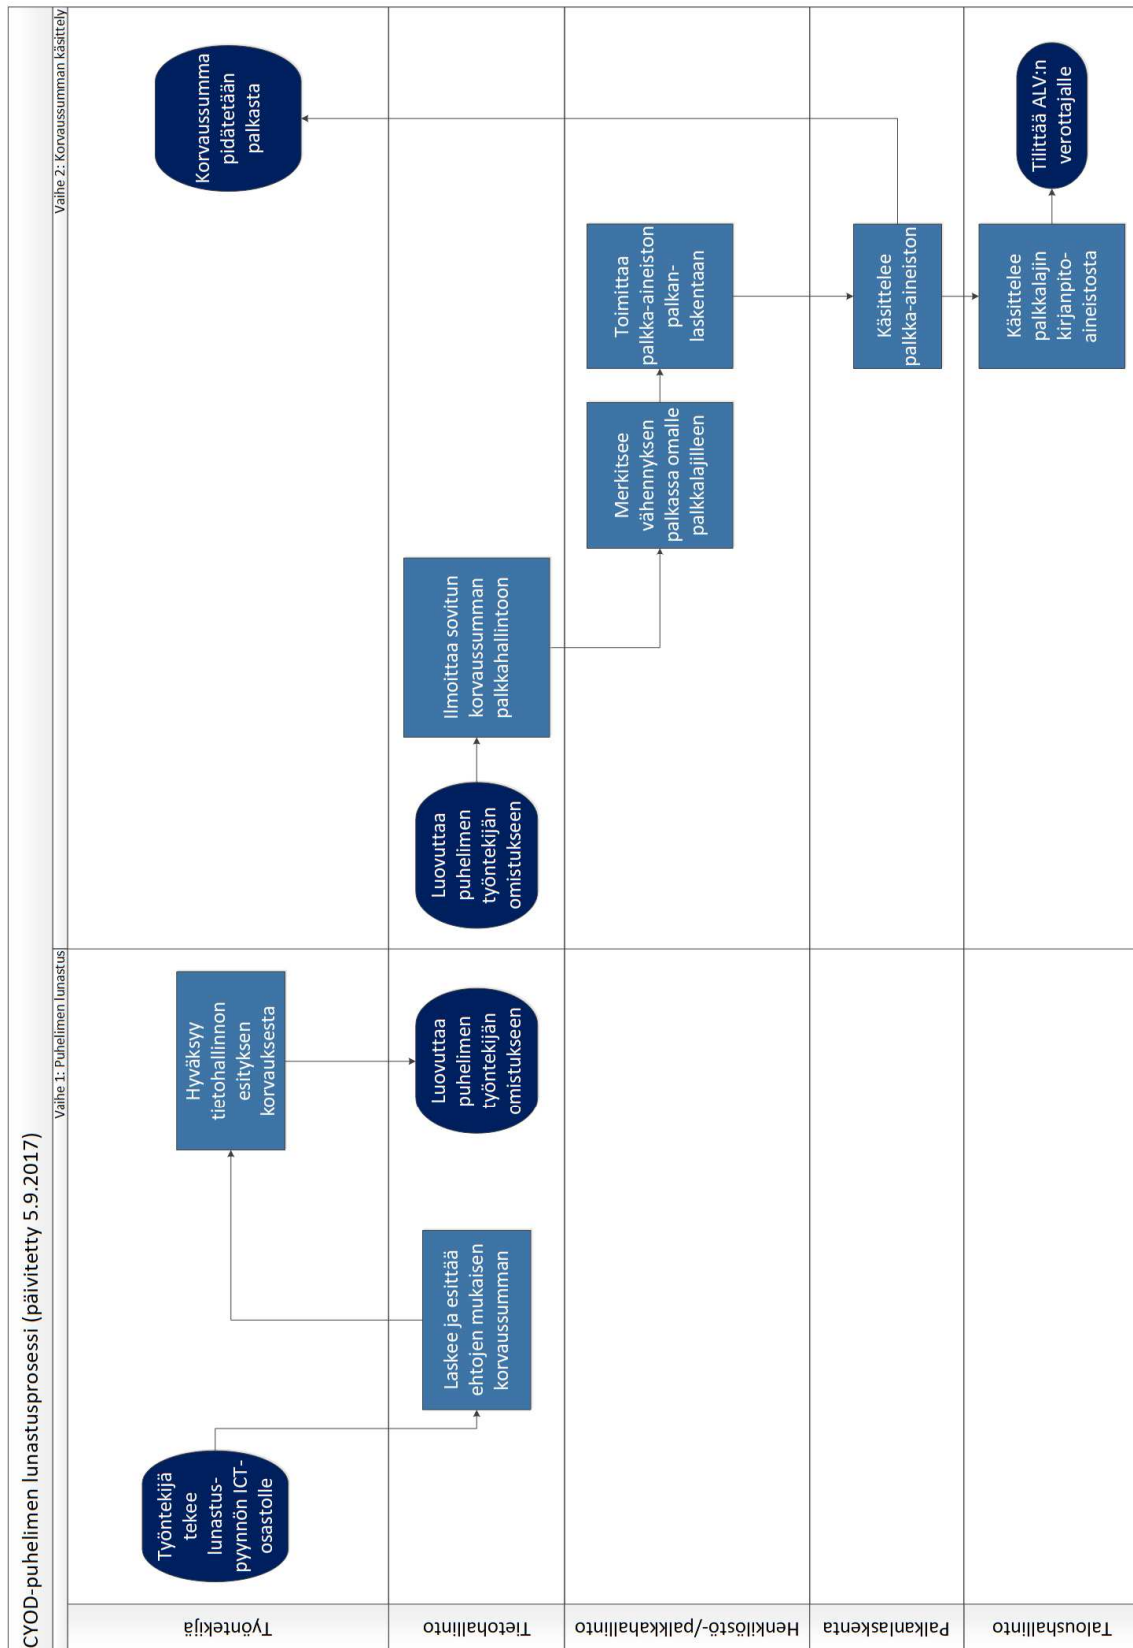 CYOD-puhelimen lunastusprosessi (päivitetty 5.9.2017)
Vaihe 1: Puhelimen lunastus
Vaihe 2: Korvaussumman käsittely
Työntekijä
Työntekijä
tekee
lunastus-
pyynnön ICT-
osastolle
Hyväksyy
tietohallinnon
esityksen
korvauksesta
Korvaussumma
pidätetään
palkasta
Tietohallinto
Laskee ja esittää
ehtojen mukaisen
korvaussumman
Luovuttaa
puhelimen
työntekijän
omistukseen
Luovuttaa
puhelimen
työntekijän
omistukseen
Ilmoittaa sovitun
korvaussumman
palkkahallintoon
Henkilöstö-/palkkahallinto
Merkitsee
vähennyksen
palkassa omalle
palkkalajilleen
Toimittaa
palkka-aineiston
palkan-
laskentaan
Palkanlaskenta
Käsittelee
palkka-aineiston
Taloushallinto
Käsittelee
palkkalajin
kirjanpito-
aineistosta
Tilittää ALV:n
verottajalle